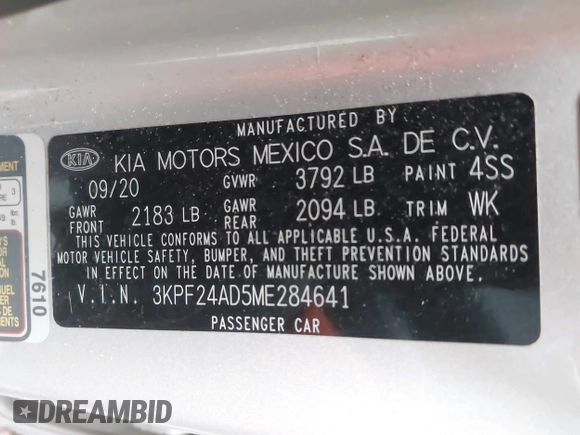 MANUFACTURED BY
KIA KIA MOTORS MEXICO S.A. DE C.V.
09/20 GVWR 3792 LB PAINT 4SS
GAWR FRONT 2183 LB GAWR REAR 2094 LB TRIM WK
THIS VEHICLE CONFORMS TO ALL APPLICABLE U.S.A. FEDERAL
MOTOR VEHICLE SAFETY, BUMPER, AND THEFT PREVENTION STANDARDS
IN EFFECT ON THE DATE OF MANUFACTURE SHOWN ABOVE.
V.I.N. 3KPF24AD5ME284641
PASSENGER CAR
7610
DREAMBID